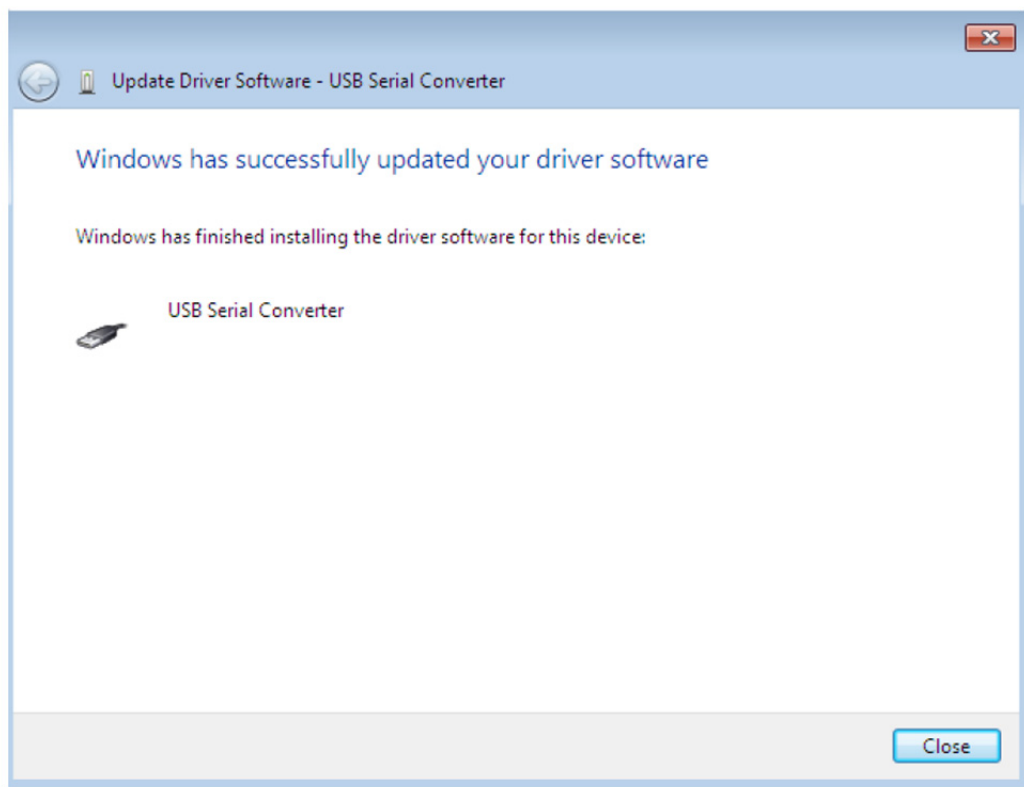 Update Driver Software - USB Serial Converter
Windows has successfully updated your driver software
Windows has finished installing the driver software for this device:
USB Serial Converter
Close